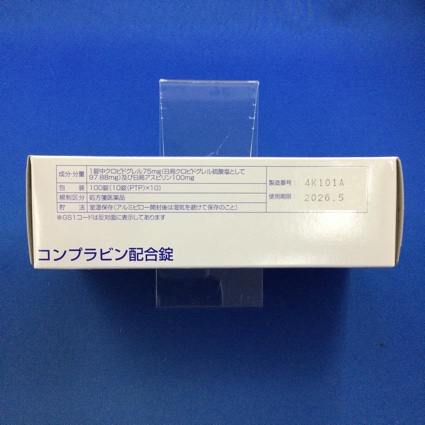 成分・分量 1錠中クロピドグレル75mg(日局クロピドグレル硫酸塩として
97.88mg)及び日局アスピリン100mg
包装 100錠(10錠(PTP)×10)
規制区分 処方箋医薬品
貯法 室温保存(アルミピロー開封後は湿気を避けて保存のこと)
※GS1コードは反対面に表示してあります
製造番号: 4K101A
使用期限: 2026.5
コンプラビン配合錠